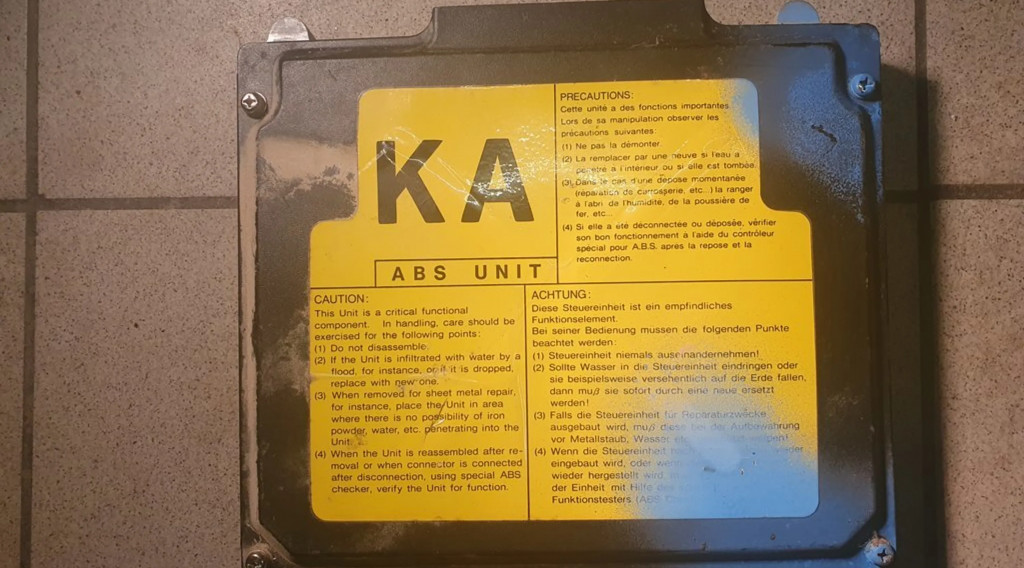 KA
ABS UNIT
PRECAUTIONS:
Cette unité a des fonctions importantes
Lors de sa manipulation observer les
précautions suivantes:
(1) Ne pas la démonter.
(2) La remplacer par une neuve si l'eau a
pénétré a l'intérieur ou si elle est tombée.
(3) Dans le cas d'une dépose momentanée
(réparation de carrosserie, etc...) la ranger
à l'abri de l'humidité, de la poussière de
fer, etc...
(4) Si elle a été déconnectée ou déposée, vérifier
son bon fonctionnement a l'aide du contrôleur
spécial pour A.B.S. après la repose et la
reconnection.
CAUTION:
This Unit is a critical functional
component. In handling, care should be
exercised for the following points:
(1) Do not disassemble.
(2) If the Unit is infiltrated with water by a
flood, for instance, or if it is dropped,
replace with new one.
(3) When removed for sheet metal repair,
for instance, place the Unit in area
where there is no possibility of iron
powder, water, etc. penetrating into the
Unit.
(4) When the Unit is reassembled after re-
moval or when connector is connected
after disconnection, using special ABS
checker, verify the Unit for function.
ACHTUNG:
Diese Steuereinheit ist ein empfindliches
Funktionselement.
Bei seiner Bedienung müssen die folgenden Punkte
beachtet werden:
(1) Steuereinheit niemals auseinandernehmen!
(2) Sollte Wasser in die Steuereinheit eindringen oder
sie beispielsweise versehentlich auf die Erde fallen,
dann muß sie sofort durch eine neue ersetzt
werden!
(3) Falls die Steuereinheit für Reparaturzwecke
ausgebaut wird, muß diese bei der Aufbewahrung
vor Metallstaub, Wasser
(4) Wenn die Steuereinheit wieder
eingebaut wird, oder
wieder hergestellt wird
der Einheit mit Hilfe
Funktionstesters